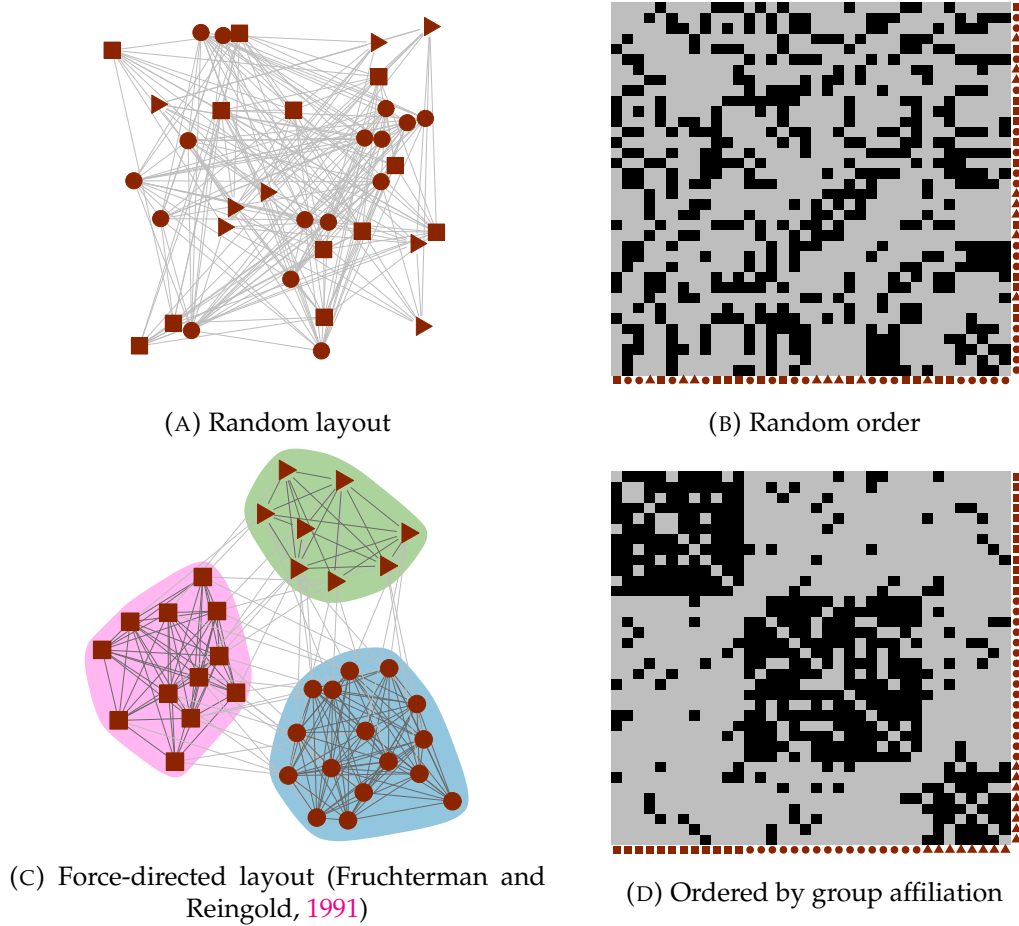 (A) Random layout
(B) Random order
(C) Force-directed layout (Fruchterman and
Reingold, 1991)
(D) Ordered by group affiliation